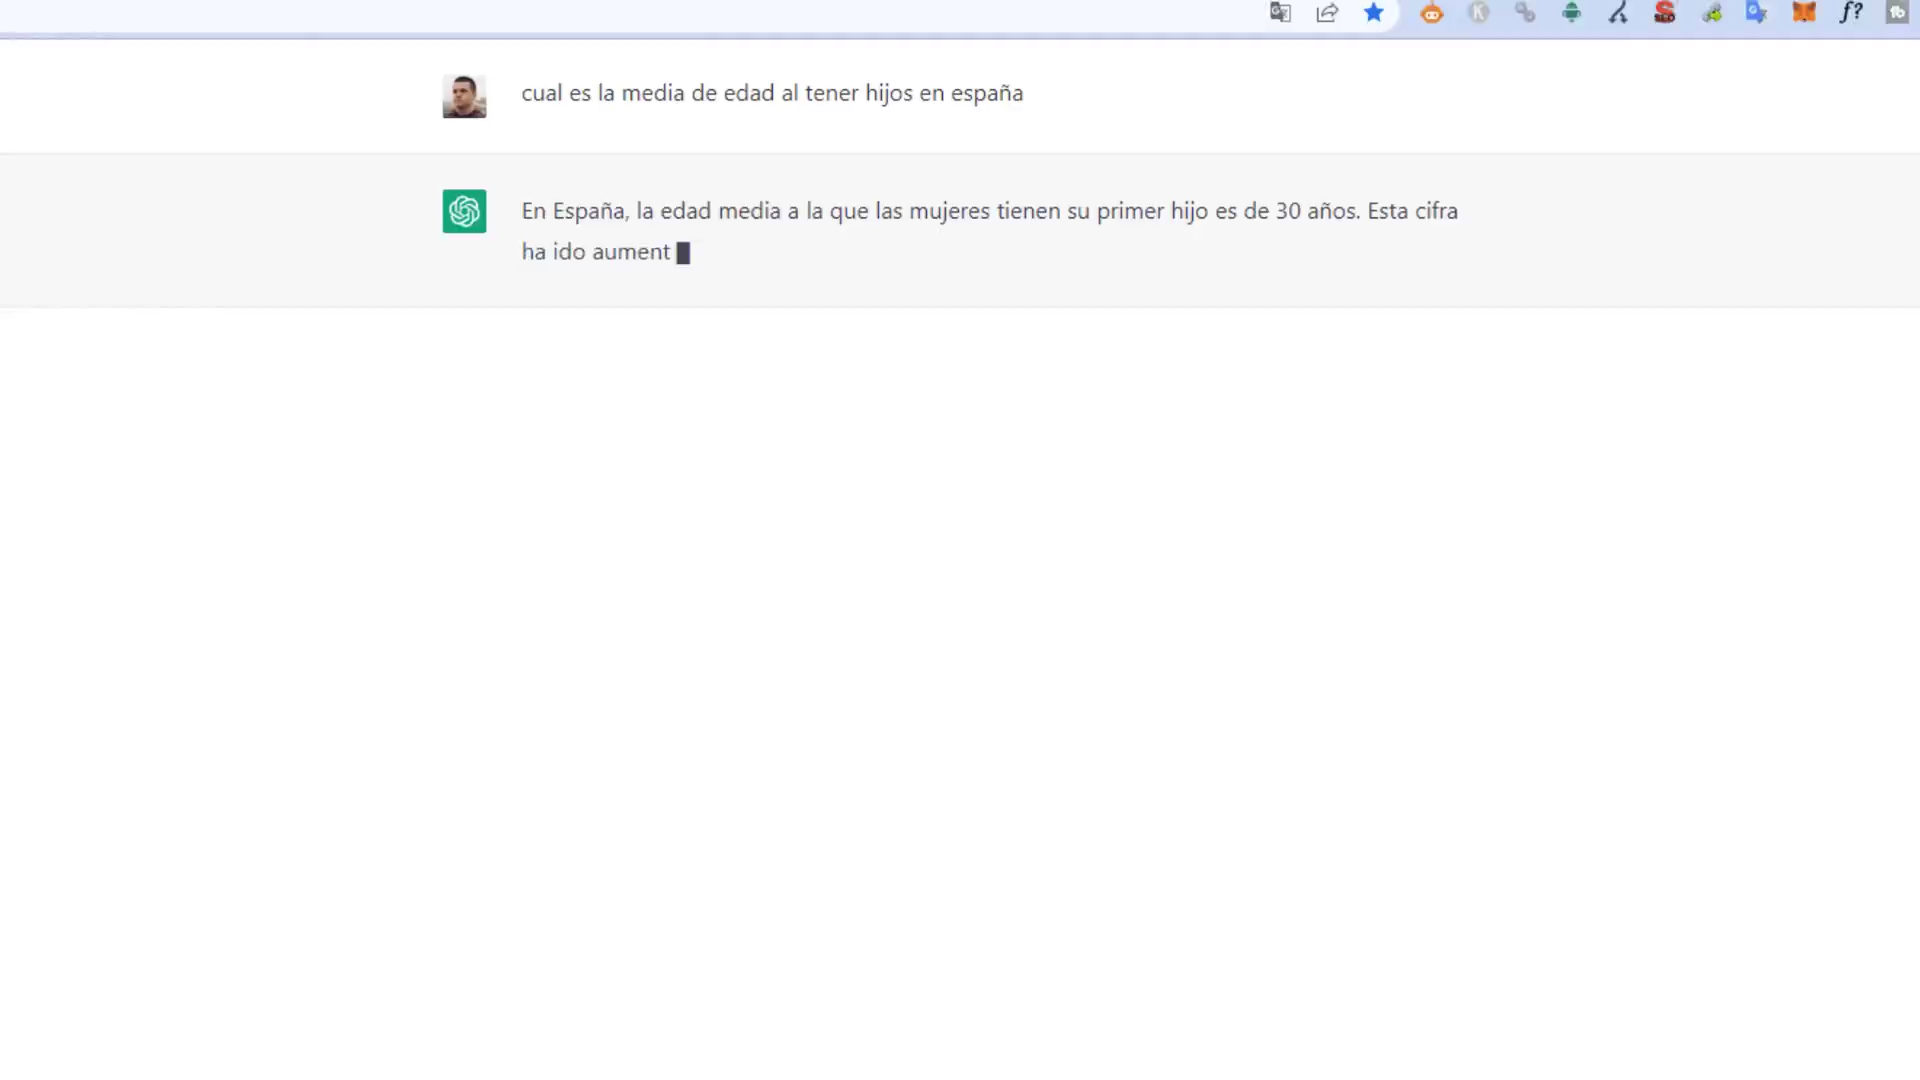 f?
tb
cual es la media de edad al tener hijos en españa
En España, la edad media a la que las mujeres tienen su primer hijo es de 30 años. Esta cifra
ha ido aument